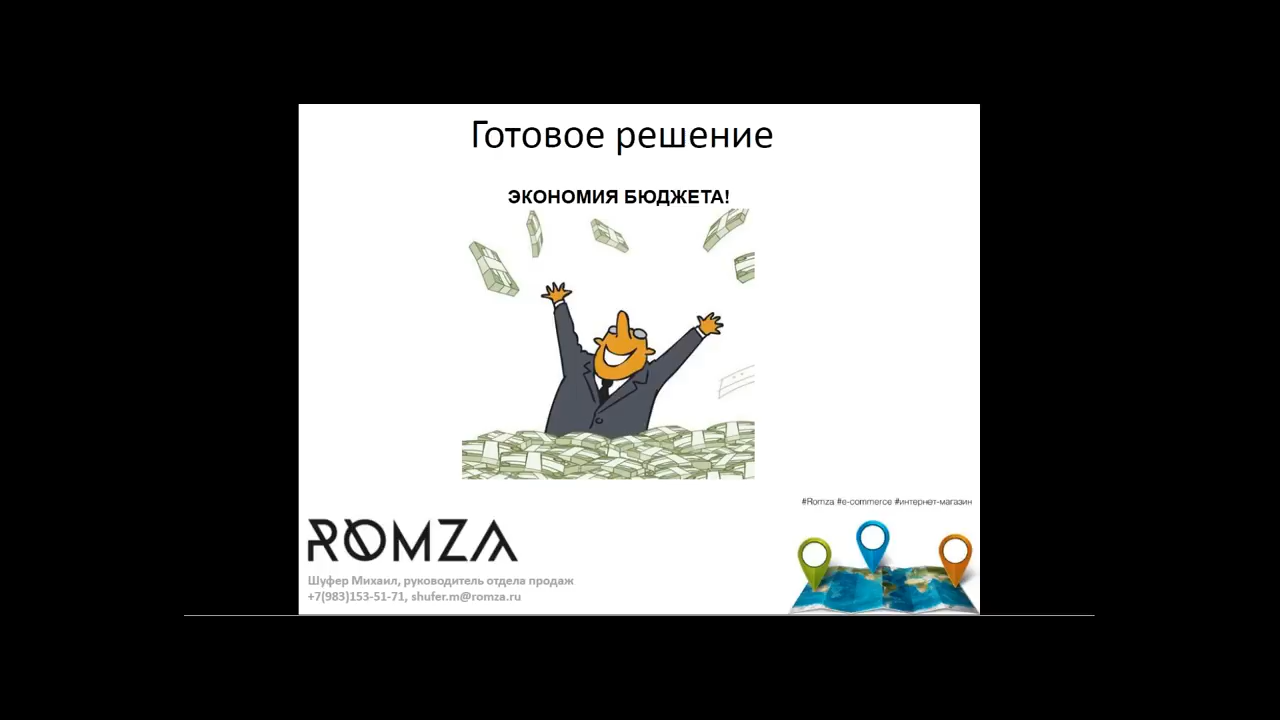 Готовое решение
ЭКОНОМИЯ БЮДЖЕТА!
#Romza #e-commerce #интернет-магазин
ROMZA
Шуфер Михаил, руководитель отдела продаж
+7(983)153-51-71, shufer.m@romza.ru